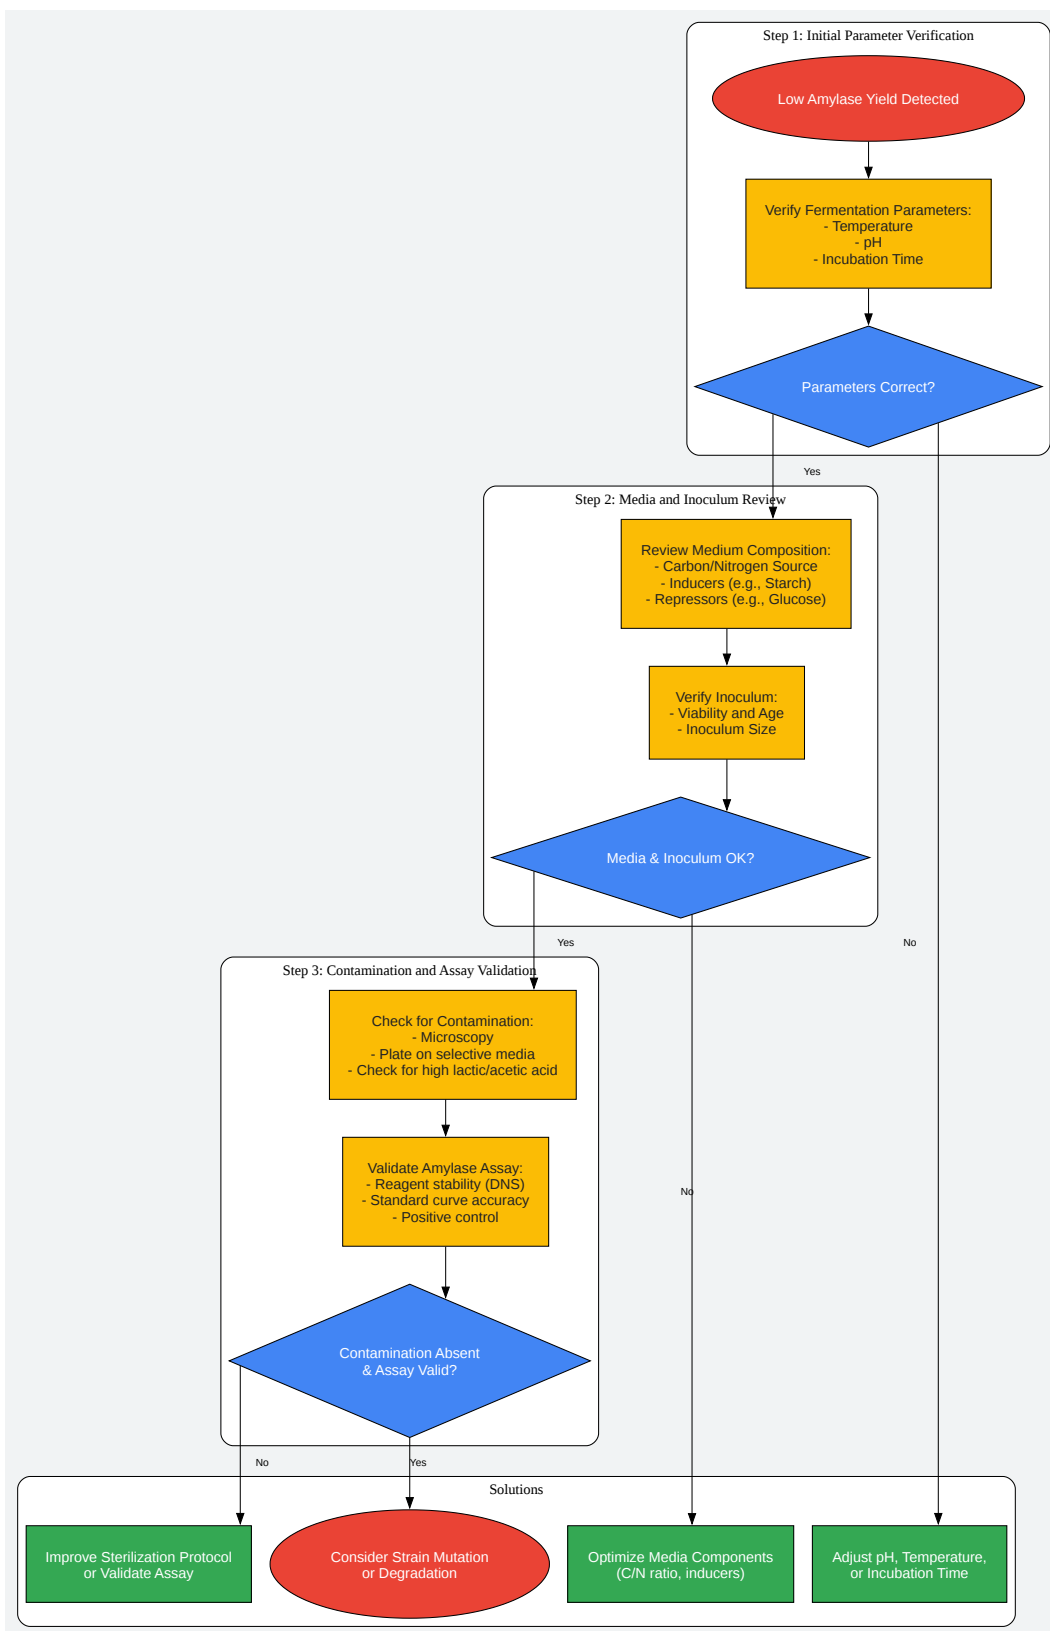 Step 1: Initial Parameter Verification
Low Amylase Yield Detected
Verify Fermentation Parameters:
- Temperature
- pH
- Incubation Time
Parameters Correct?
Yes
Step 2: Media and Inoculum Review
Review Medium Composition:
- Carbon/Nitrogen Source
- Inducers (e.g., Starch)
- Repressors (e.g., Glucose)
Verify Inoculum:
- Viability and Age
- Inoculum Size
Media & Inoculum OK?
Yes
No
Step 3: Contamination and Assay Validation
Check for Contamination:
- Microscopy
- Plate on selective media
- Check for high lactic/acetic acid
Validate Amylase Assay:
- Reagent stability (DNS)
- Standard curve accuracy
- Positive control
No
Contamination Absent
& Assay Valid?
No
Yes
Solutions
Improve Sterilization Protocol
or Validate Assay
Consider Strain Mutation
or Degradation
Optimize Media Components
(C/N ratio, inducers)
Adjust pH, Temperature,
or Incubation Time